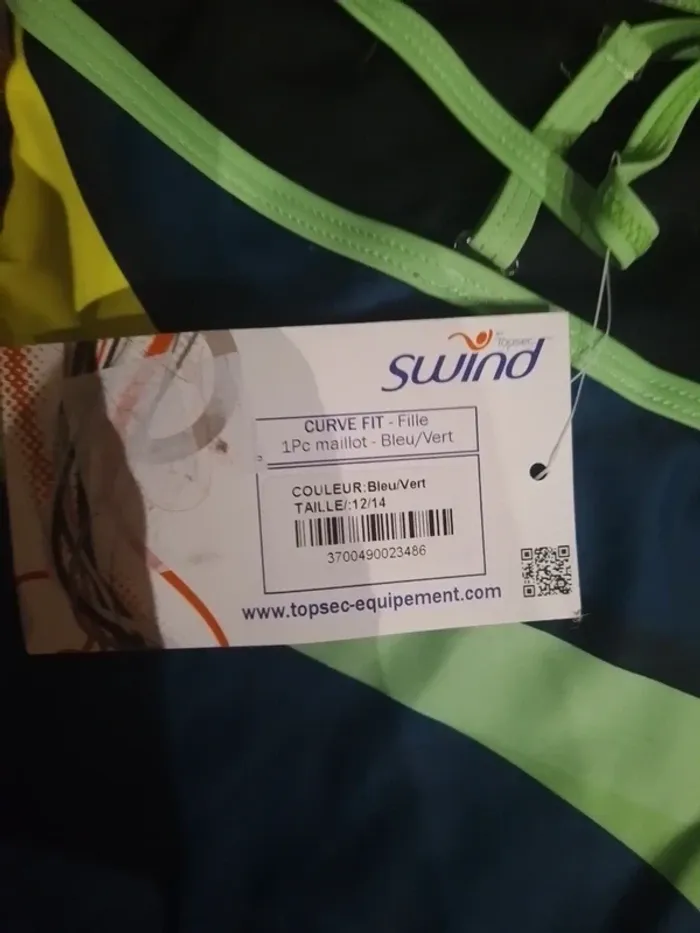 by Topsec
swind
CURVE FIT - Fille
1Pc maillot - Bleu/Vert
COULEUR:Bleu/Vert
TAILLE/:12/14
3700490023486
www.topsec-equipement.com